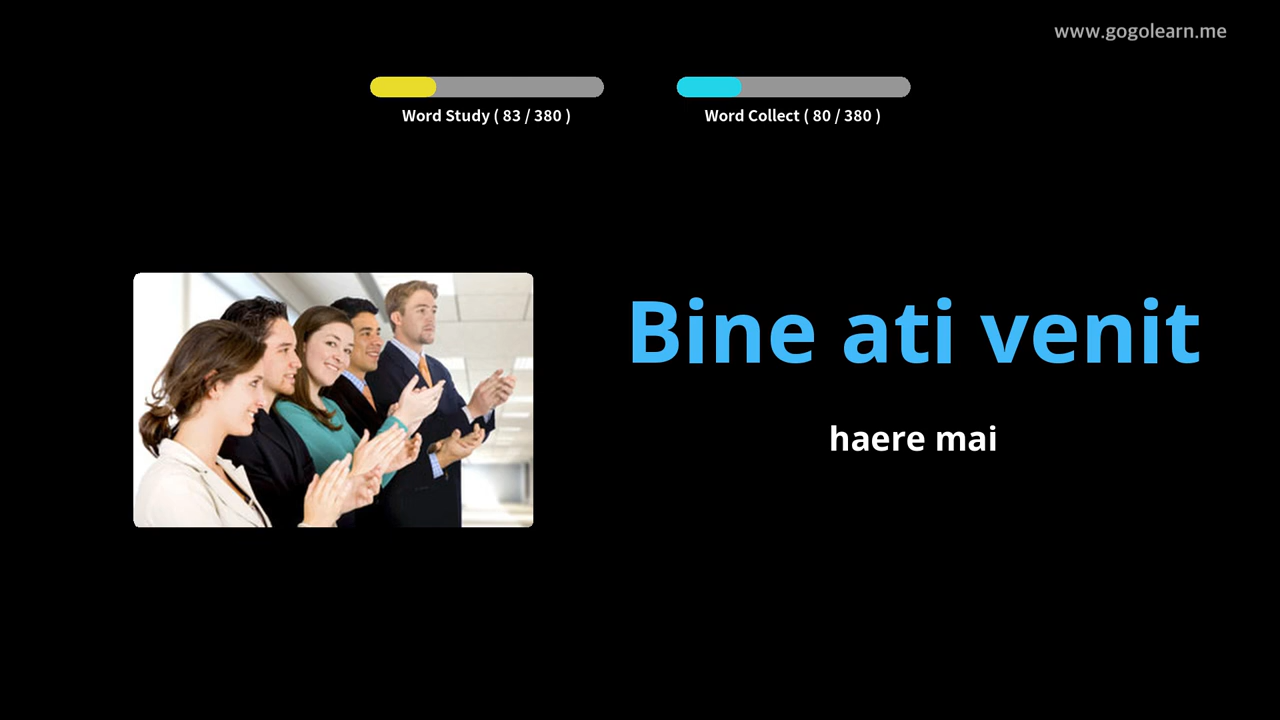 www.gogolearn.me
Word Study ( 83 / 380 )
Word Collect ( 80 / 380 )
Bine ati venit
haere mai